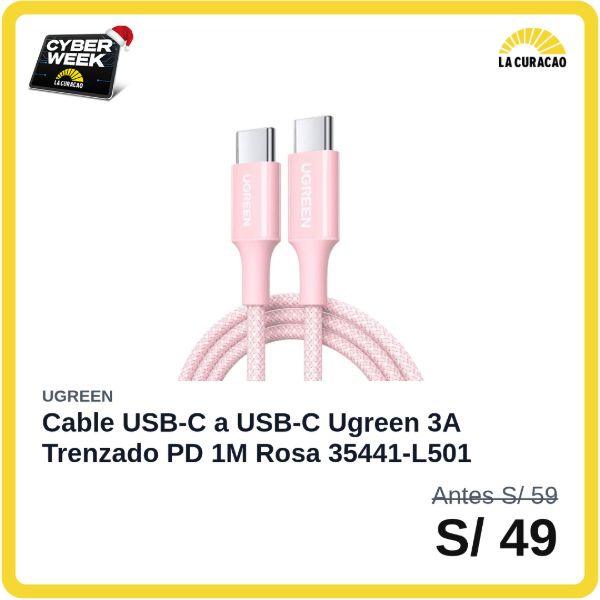 CYBER
WEEK
LA CURACAO
LA CURACAO
UGREEN
UGREEN
UGREEN
Cable USB-C a USB-C Ugreen 3A
Trenzado PD 1M Rosa 35441-L501
Antes S/ 59
S/ 49